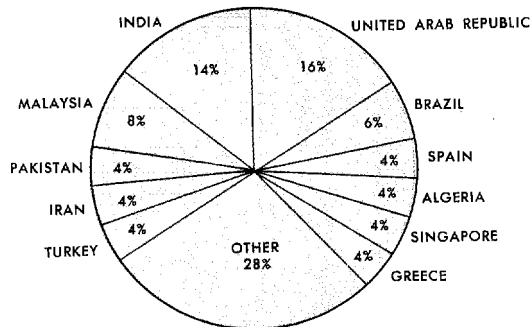 INDIA
UNITED ARAB REPUBLIC
14%
16%
MALAYSIA
8%
BRAZIL
6%
SPAIN
4%
PAKISTAN
4%
ALGERIA
4%
IRAN
4%
SINGAPORE
4%
TURKEY
4%
GREECE
4%
OTHER
28%